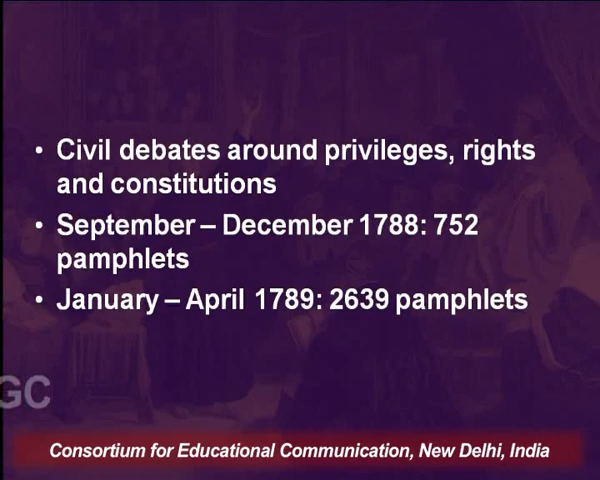 • Civil debates around privileges, rights
and constitutions
• September – December 1788: 752
pamphlets
• January – April 1789: 2639 pamphlets
GC
Consortium for Educational Communication, New Delhi, India